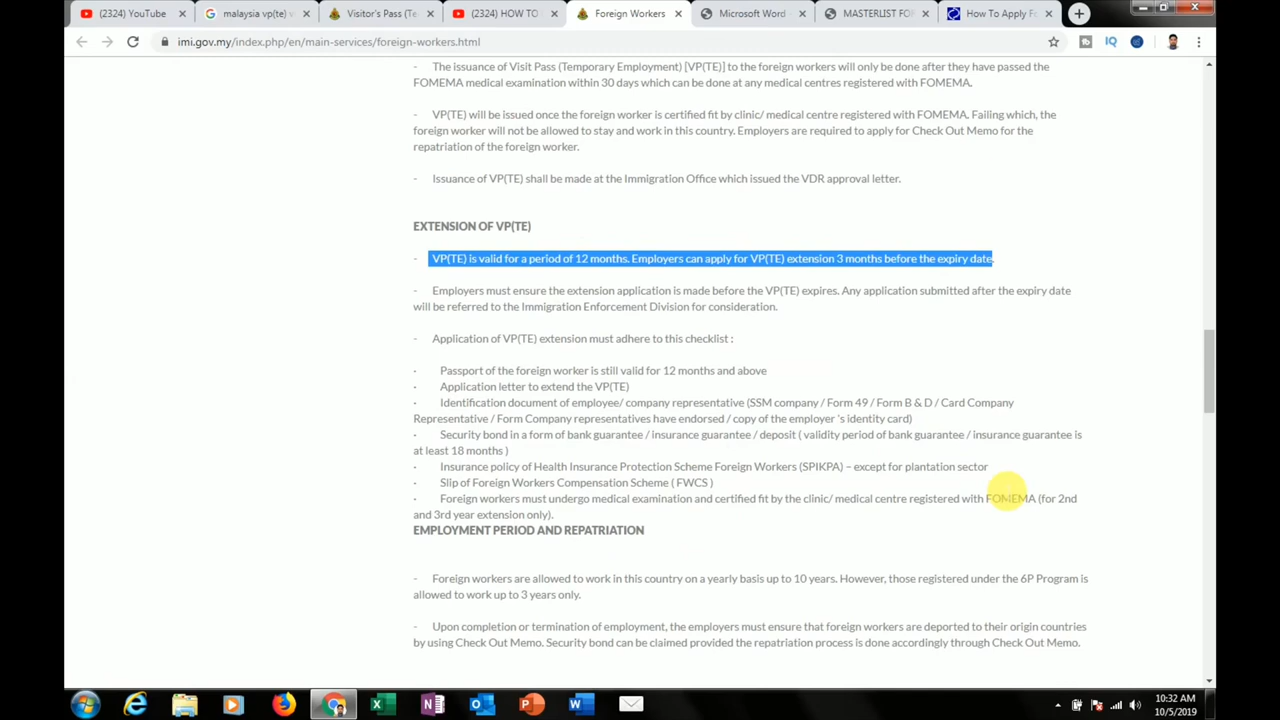 (2324) YouTube
malaysia vp(te) v
Visitor's Pass (Te
(2324) HOW TO
Foreign Workers
Microsoft Word
MASTERLIST FO
How To Apply Fo
imi.gov.my/index.php/en/main-services/foreign-workers.html
- The issuance of Visit Pass (Temporary Employment) [VP(TE)] to the foreign workers will only be done after they have passed the
FOMEMA medical examination within 30 days which can be done at any medical centres registered with FOMEMA.
- VP(TE) will be issued once the foreign worker is certified fit by clinic/ medical centre registered with FOMEMA. Failing which, the
foreign worker will not be allowed to stay and work in this country. Employers are required to apply for Check Out Memo for the
repatriation of the foreign worker.
- Issuance of VP(TE) shall be made at the Immigration Office which issued the VDR approval letter.
EXTENSION OF VP(TE)
- VP(TE) is valid for a period of 12 months. Employers can apply for VP(TE) extension 3 months before the expiry date.
- Employers must ensure the extension application is made before the VP(TE) expires. Any application submitted after the expiry date
will be referred to the Immigration Enforcement Division for consideration.
- Application of VP(TE) extension must adhere to this checklist :
· Passport of the foreign worker is still valid for 12 months and above
· Application letter to extend the VP(TE)
· Identification document of employee/ company representative (SSM company / Form 49 / Form B & D / Card Company
Representative / Form Company representatives have endorsed / copy of the employer 's identity card)
· Security bond in a form of bank guarantee / insurance guarantee / deposit ( validity period of bank guarantee / insurance guarantee is
at least 18 months )
· Insurance policy of Health Insurance Protection Scheme Foreign Workers (SPIKPA) – except for plantation sector
· Slip of Foreign Workers Compensation Scheme ( FWCS )
· Foreign workers must undergo medical examination and certified fit by the clinic/ medical centre registered with FOMEMA (for 2nd
and 3rd year extension only).
EMPLOYMENT PERIOD AND REPATRIATION
- Foreign workers are allowed to work in this country on a yearly basis up to 10 years. However, those registered under the 6P Program is
allowed to work up to 3 years only.
- Upon completion or termination of employment, the employers must ensure that foreign workers are deported to their origin countries
by using Check Out Memo. Security bond can be claimed provided the repatriation process is done accordingly through Check Out Memo.
10:32 AM
10/5/2019